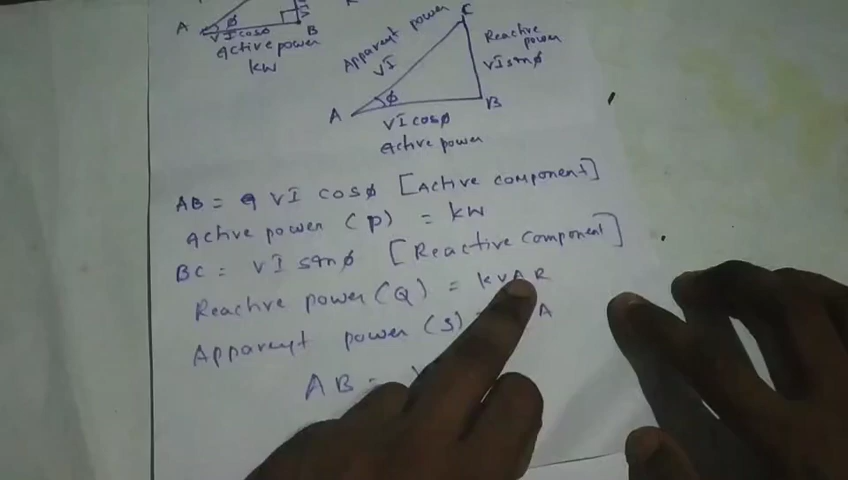 A φ B
VI cosφ
Active power
kW
C
Apparent power
VI
Reactive power
VI sinφ
A φ B
VI cosφ
Active power
AB = VI cosφ [Active component]
Active power (P) = kW
BC = VI sinφ [Reactive component]
Reactive power (Q) = KVAR
Apparent power (S) = A
AB =